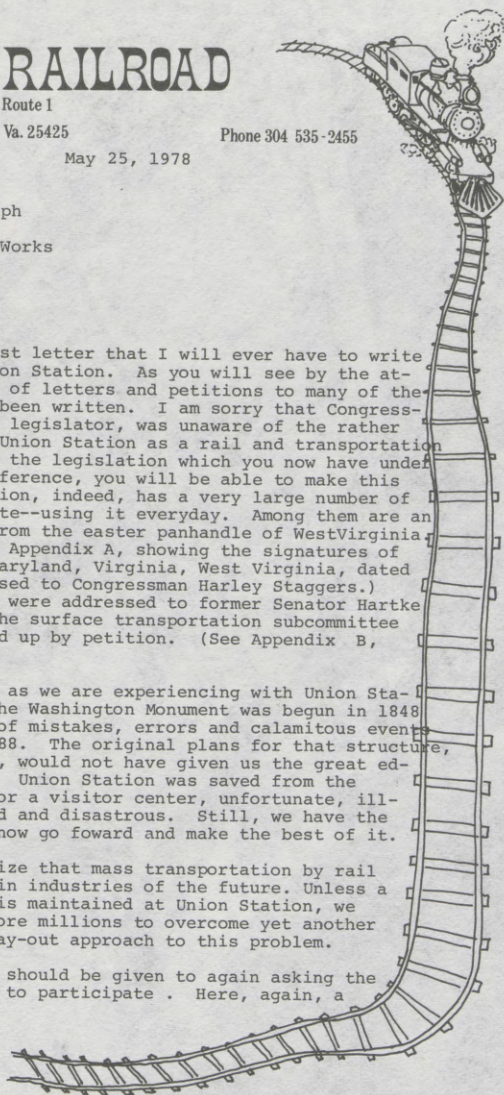 RAILROAD
Route 1
Va. 25425 Phone 304 535-2455
May 25, 1978
ph
Works
st letter that I will ever have to write
on Station. As you will see by the at-
of letters and petitions to many of the
been written. I am sorry that Congress-
legislator, was unaware of the rather
Union Station as a rail and transportation
the legislation which you now have under
ference, you will be able to make this
ion, indeed, has a very large number of
te--using it everyday. Among them are an
rom the easter panhandle of WestVirginia.
Appendix A, showing the signatures of
aryland, Virginia, West Virginia, dated
sed to Congressman Harley Staggers.)
were addressed to former Senator Hartke
he surface transportation subcommittee
d up by petition. (See Appendix B,
as we are experiencing with Union Sta-
he Washington Monument was begun in 1848
of mistakes, errors and calamitous events
88. The original plans for that structure,
, would not have given us the great ed-
Union Station was saved from the
or a visitor center, unfortunate, ill-
d and disastrous. Still, we have the
now go foward and make the best of it.
ize that mass transportation by rail
in industries of the future. Unless a
is maintained at Union Station, we
ore millions to overcome yet another
ay-out approach to this problem.
should be given to again asking the
to participate . Here, again, a